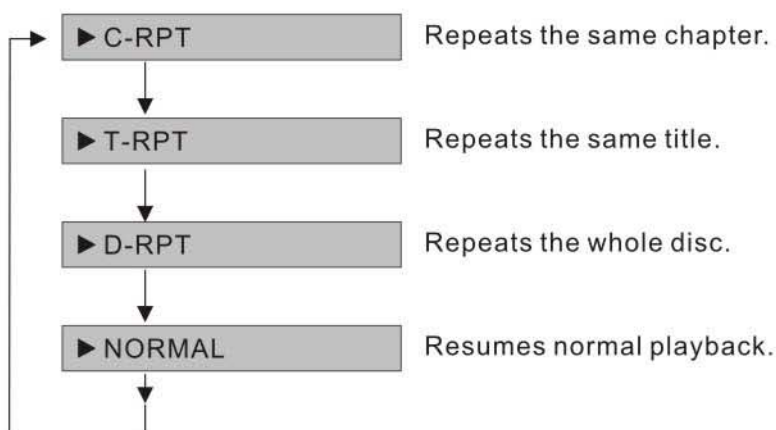 ▶ C-RPT Repeats the same chapter.
▶ T-RPT Repeats the same title.
▶ D-RPT Repeats the whole disc.
▶ NORMAL Resumes normal playback.